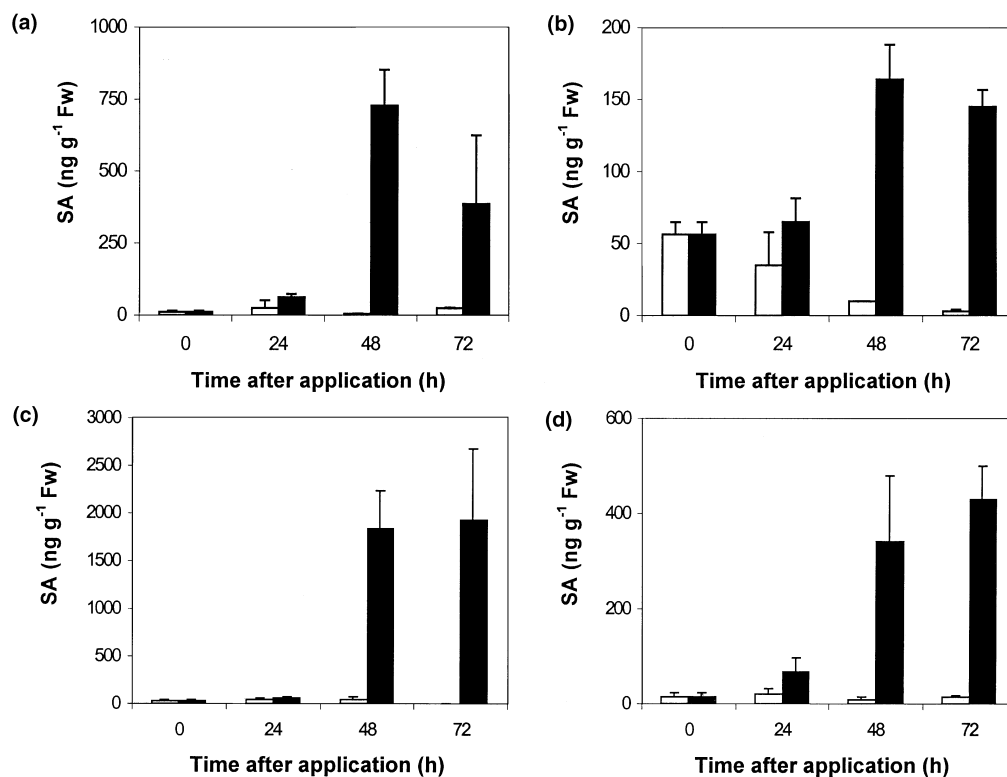 (a)
SA (ng g⁻¹ Fw)
1000
750
500
250
0
0 24 48 72
Time after application (h)
(b)
SA (ng g⁻¹ Fw)
200
150
100
50
0
0 24 48 72
Time after application (h)
(c)
SA (ng g⁻¹ Fw)
3000
2500
2000
1500
1000
500
0
0 24 48 72
Time after application (h)
(d)
SA (ng g⁻¹ Fw)
600
400
200
0
0 24 48 72
Time after application (h)